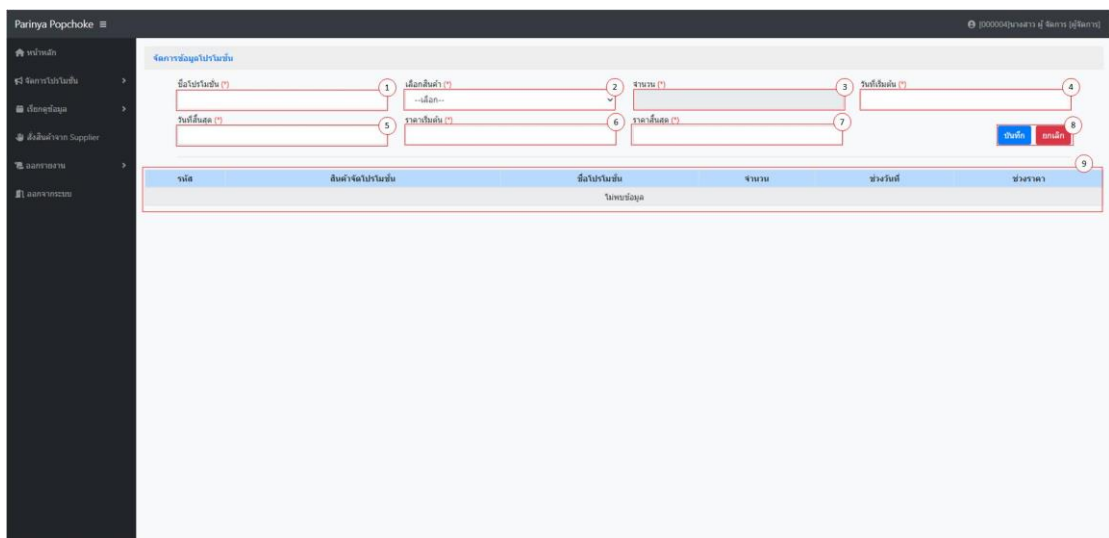 Parinya Popchoke
[000004]นางสาว ผู้ จัดการ [ผู้จัดการ]
หน้าหลัก
จัดการโปรโมชั่น
เรียกดูข้อมูล
สั่งสินค้าจาก Supplier
ออกรายงาน
ออกจากระบบ
จัดการข้อมูลโปรโมชั่น
ชื่อโปรโมชั่น (*) 1 เลือกสินค้า (*) 2 จำนวน (*) 3 วันที่เริ่มต้น (*) 4
--เลือก--
วันที่สิ้นสุด (*) 5 ราคาเริ่มต้น (*) 6 ราคาสิ้นสุด (*) 7 8
บันทึก ยกเลิก
9
รหัส สินค้าจัดโปรโมชั่น ชื่อโปรโมชั่น จำนวน ช่วงวันที่ ช่วงราคา
ไม่พบข้อมูล